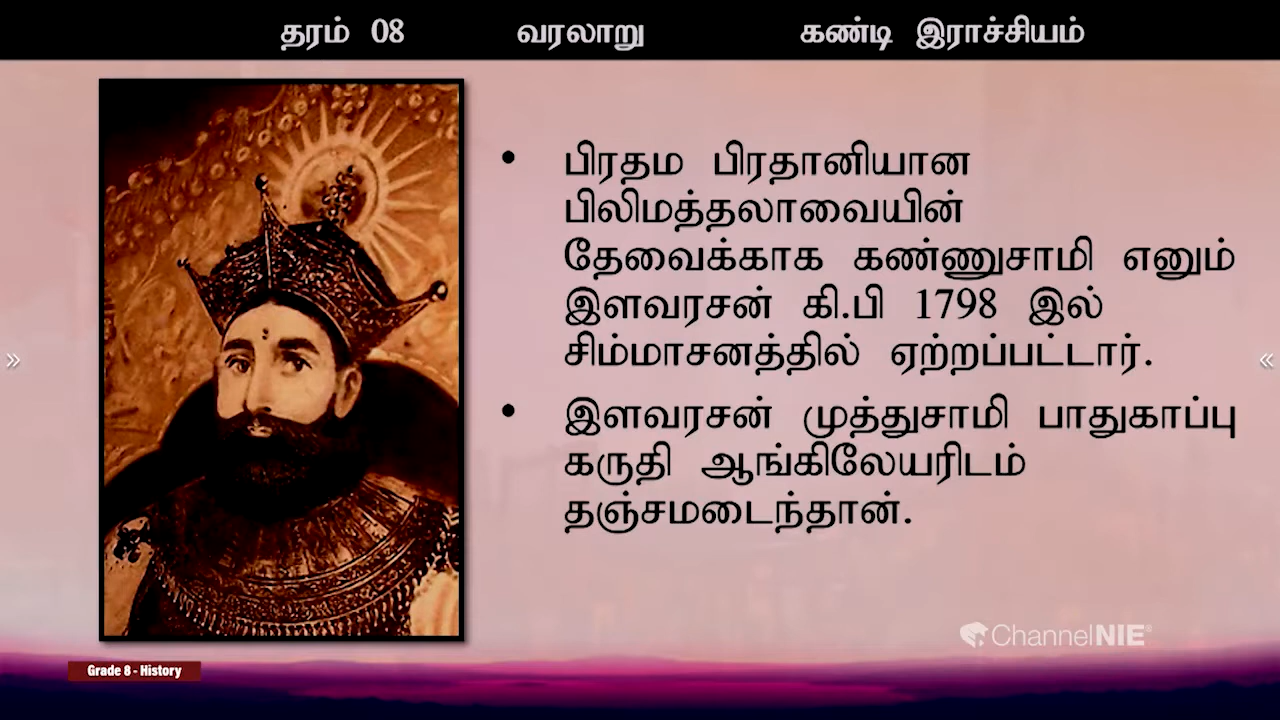 தரம் 08 வரலாறு கண்டி இராச்சியம்
• பிரதம பிரதானியான
பிலிமத்தலாவையின்
தேவைக்காக கண்ணுசாமி எனும்
இளவரசன் கி.பி 1798 இல்
சிம்மாசனத்தில் ஏற்றப்பட்டார்.
• இளவரசன் முத்துசாமி பாதுகாப்பு
கருதி ஆங்கிலேயரிடம்
தஞ்சமடைந்தான்.
ChannelNIE®
Grade 8 - History